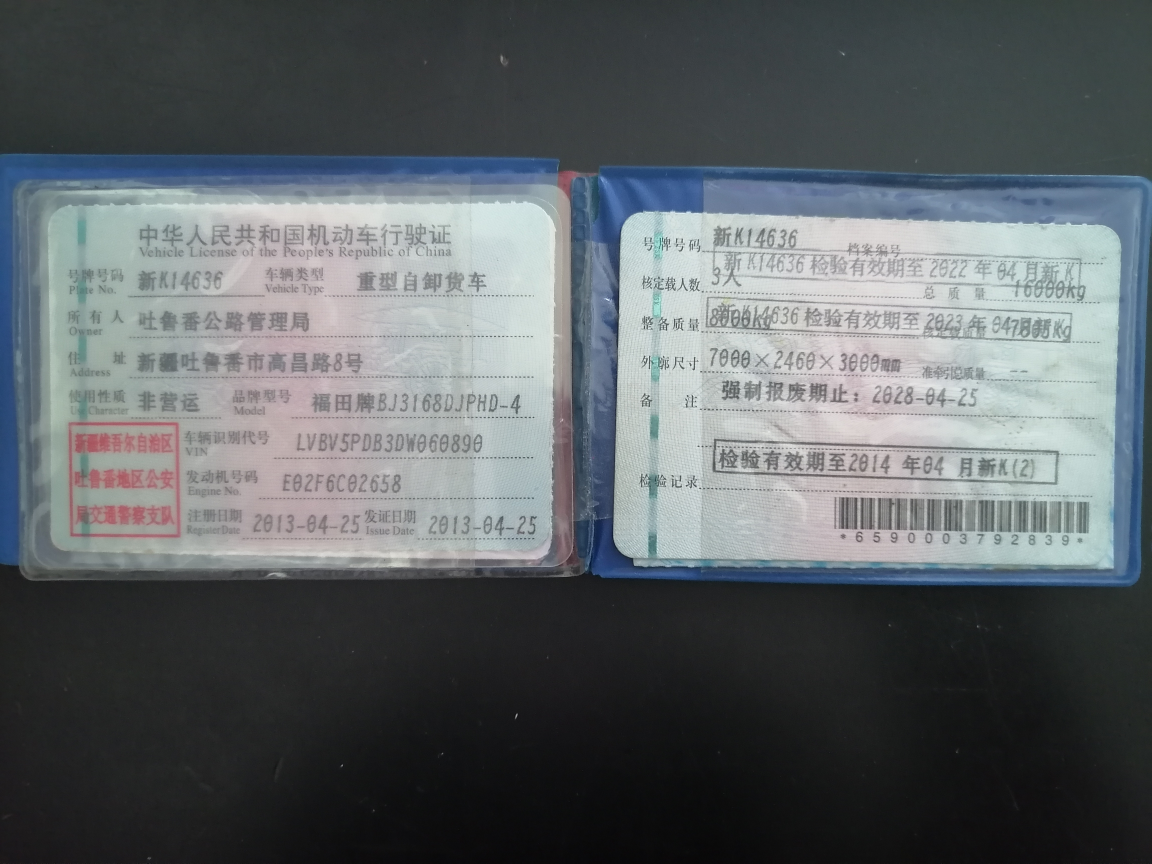 中华人民共和国机动车行驶证
Vehicle License of the People's Republic of China
号牌号码 新K14636 车辆类型 重型自卸货车
Plate No. Vehicle Type
所有人 吐鲁番公路管理局
Owner
住址 新疆吐鲁番市高昌路8号
Address
使用性质 非营运 品牌型号 福田牌BJ3168DJPHD-4
Use Character Model
车辆识别代号 LVBV5PDB3DW060890
VIN
发动机号码 E02F6C02658
Engine No.
注册日期 2013-04-25 发证日期 2013-04-25
Register Date Issue Date
新疆维吾尔自治区
吐鲁番地区公安
局交通警察支队
号牌号码 新K14636 档案编号
新K14636 检验有效期至2022年04月新K
核定载人数 3人 总质量 16000kg
整备质量 8000kg 7805kg
新K14636 检验有效期至2023年04月新K
外廓尺寸 7000×2460×3000mm 准牵引总质量 --
备注 强制报废期止：2028-04-25
检验有效期至2014年04月新K(2)
检验记录
*6590003792839*